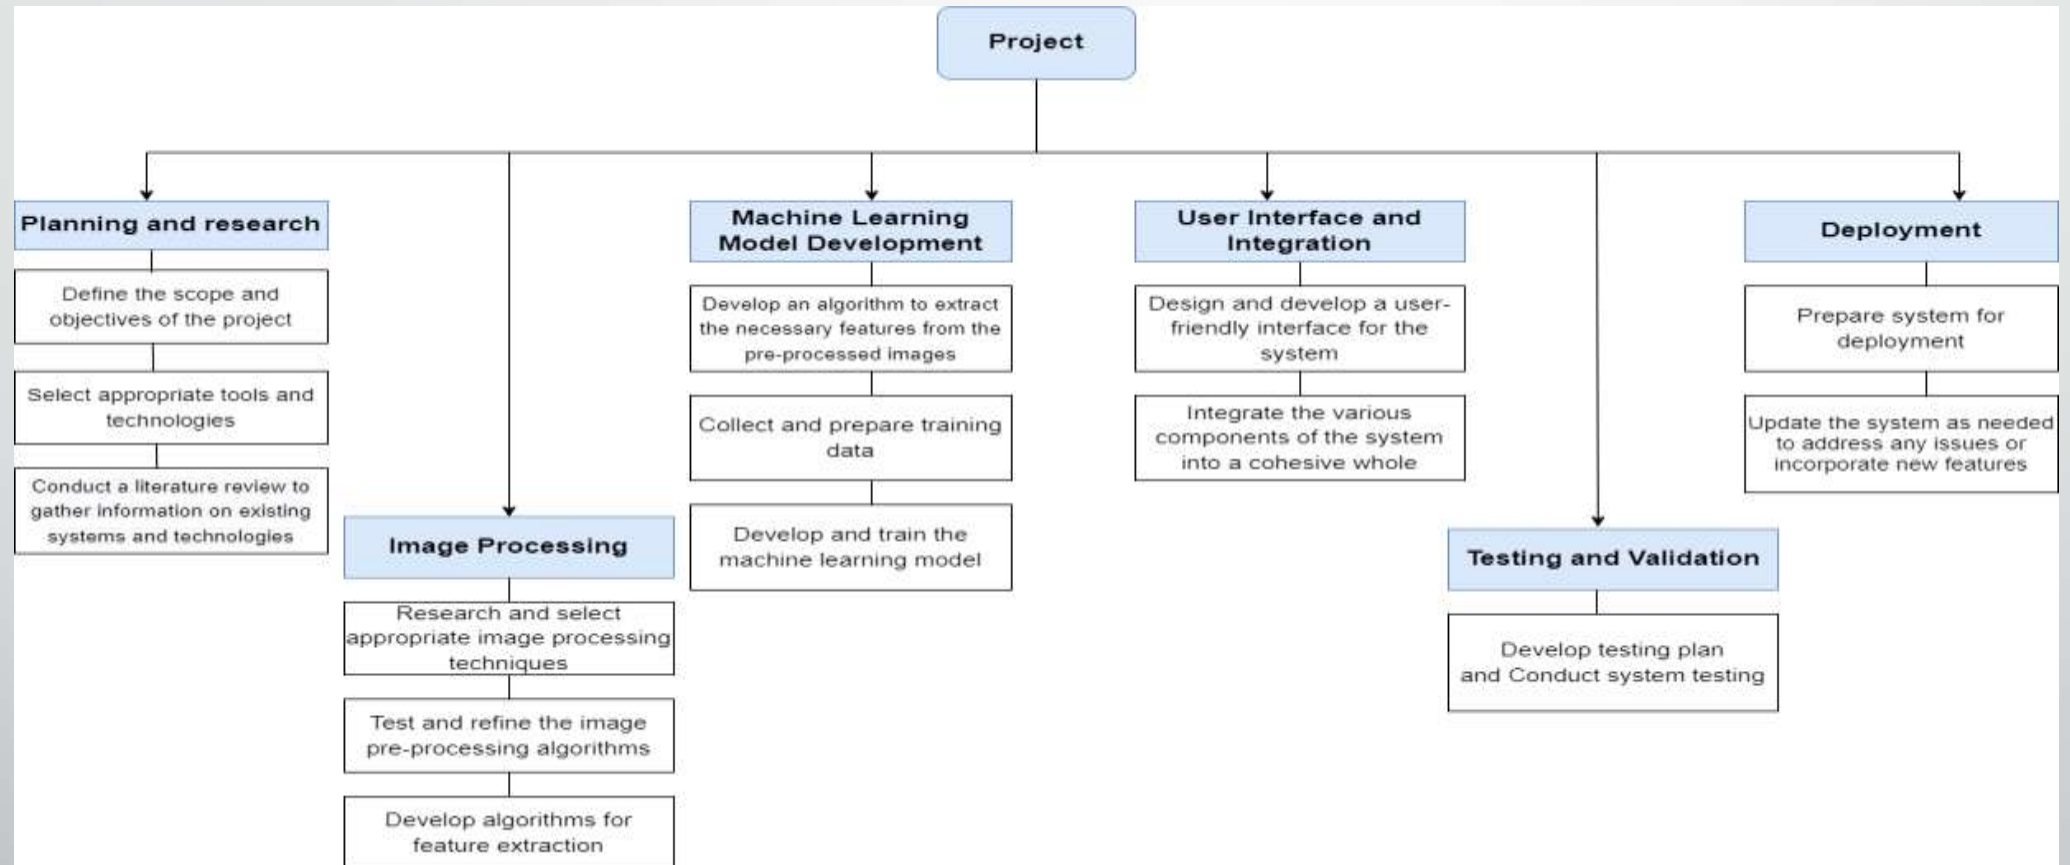 Project
Planning and research
Define the scope and
objectives of the project
Select appropriate tools and
technologies
Conduct a literature review to
gather information on existing
systems and technologies
Image Processing
Research and select
appropriate image processing
techniques
Test and refine the image
pre-processing algorithms
Develop algorithms for
feature extraction
Machine Learning
Model Development
Develop an algorithm to extract
the necessary features from the
pre-processed images
Collect and prepare training
data
Develop and train the
machine learning model
User Interface and
Integration
Design and develop a user-
friendly interface for the
system
Integrate the various
components of the system
into a cohesive whole
Testing and Validation
Develop testing plan
and Conduct system testing
Deployment
Prepare system for
deployment
Update the system as needed
to address any issues or
incorporate new features